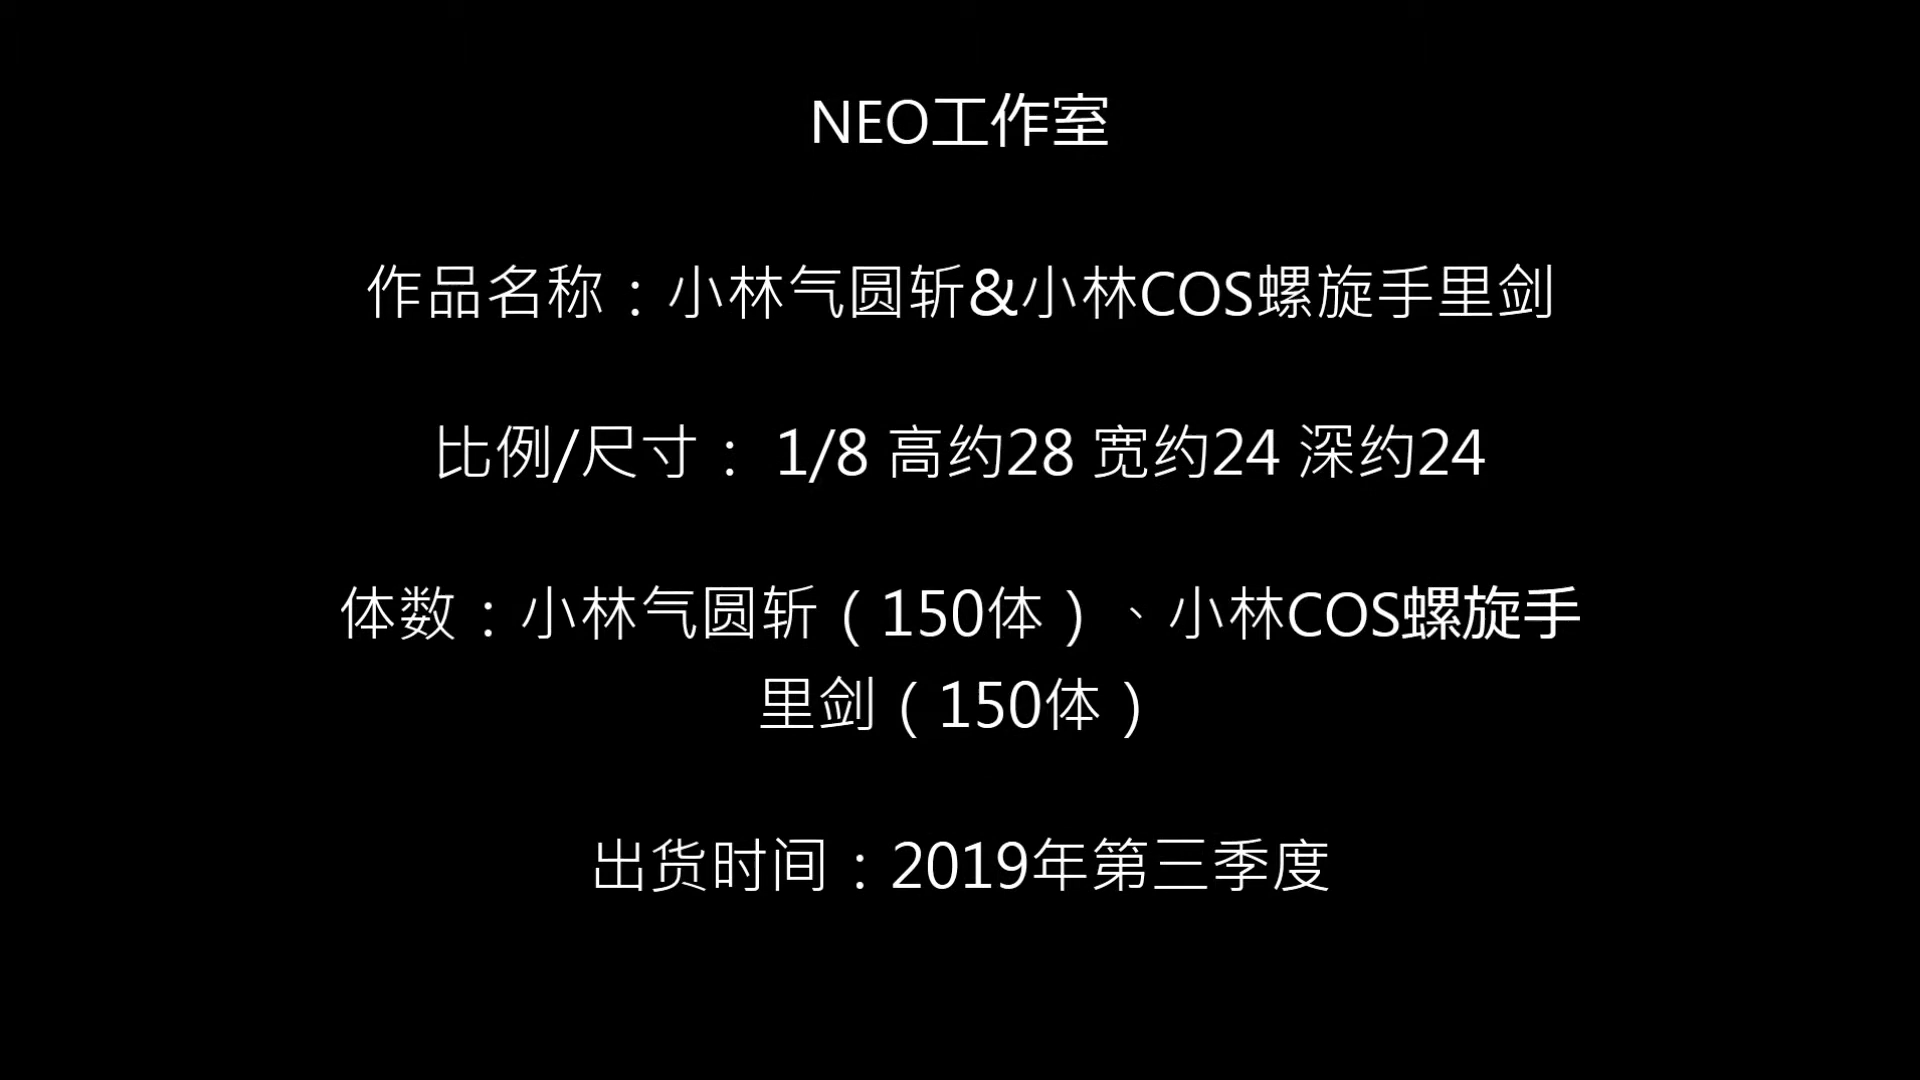 NEO工作室
作品名称：小林气圆斩&小林COS螺旋手里剑
比例/尺寸： 1/8 高约28 宽约24 深约24
体数：小林气圆斩（150体）、小林COS螺旋手
里剑（150体）
出货时间：2019年第三季度